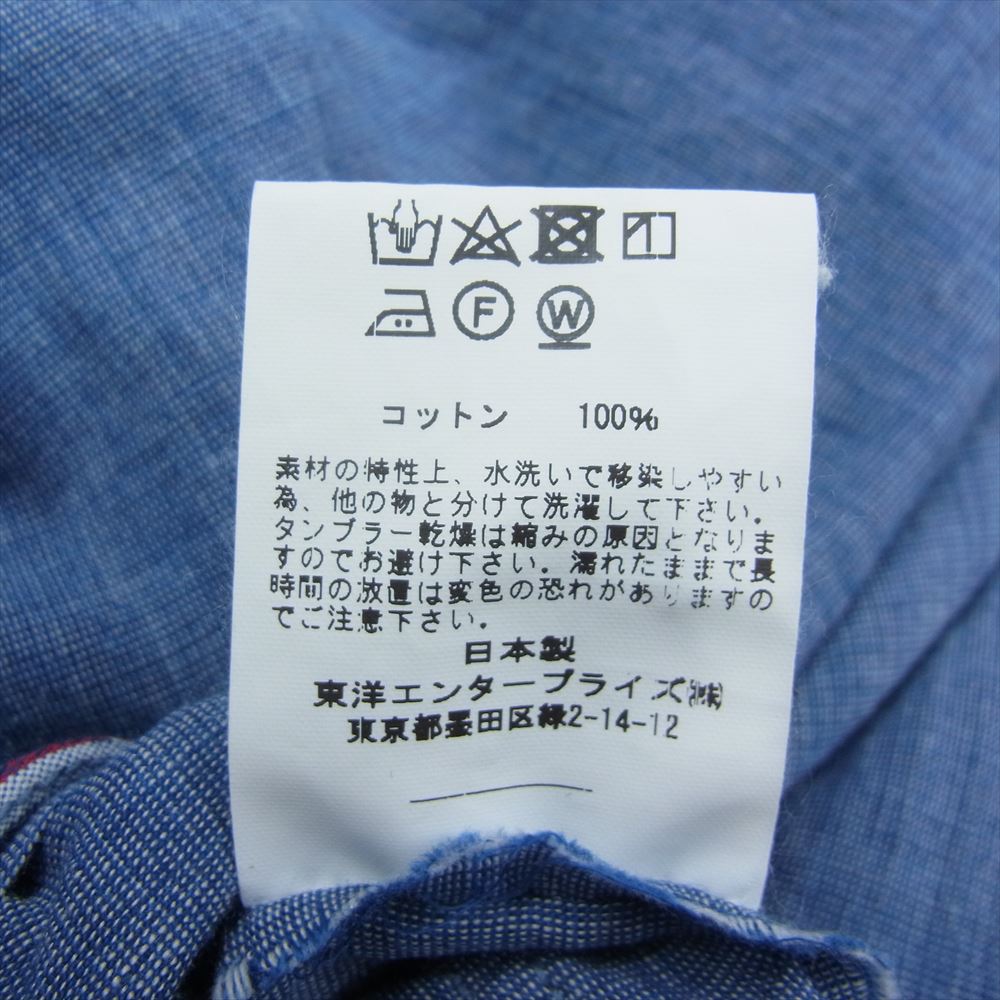 F W
コットン 100%
素材の特性上、水洗いで移染しやすい
為、他の物と分けて洗濯して下さい。
タンブラー乾燥は縮みの原因となりま
すのでお避け下さい。濡れたままで長
時間の放置は変色の恐れがありますの
でご注意下さい。
日本製
東洋エンタープライズ㈱
東京都墨田区緑2-14-12